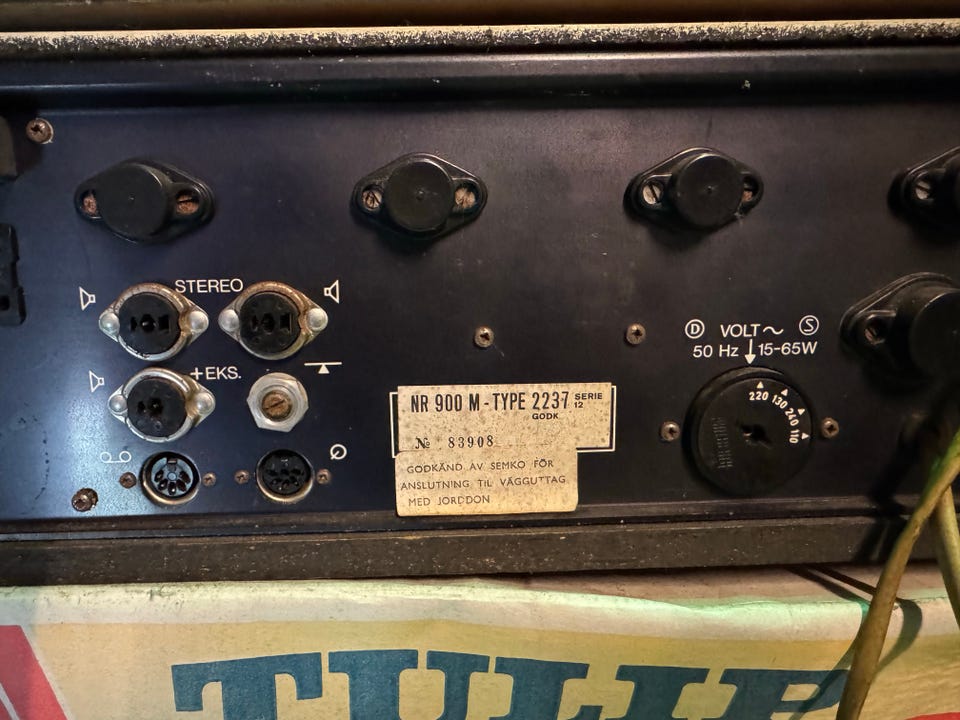 STEREO
+EKS.
Ⓓ VOLT~ Ⓢ
50 Hz 15-65W
220 130 240 110
NR 900 M - TYPE 2237 SERIE 12
GODK
№ 83908
GODKÄND AV SEMKO FÖR
ANSLUTNING TIL VÄGGUTTAG
MED JORDDON
TULIP